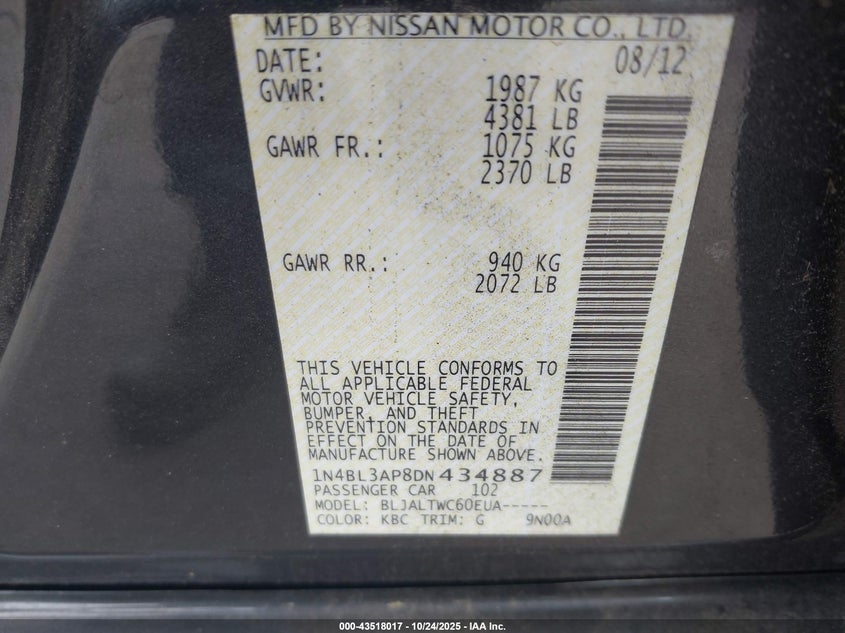 MFD BY NISSAN MOTOR CO., LTD.
DATE: 08/12
GVWR: 1987 KG
4381 LB
GAWR FR.: 1075 KG
2370 LB
GAWR RR.: 940 KG
2072 LB
THIS VEHICLE CONFORMS TO
ALL APPLICABLE FEDERAL
MOTOR VEHICLE SAFETY,
BUMPER, AND THEFT
PREVENTION STANDARDS IN
EFFECT ON THE DATE OF
MANUFACTURE SHOWN ABOVE.
1N4BL3AP8DN434887
PASSENGER CAR 102
MODEL: BLJALTWC60EUA-----
COLOR: KBC TRIM: G 9N00A
000-43518017 - 10/24/2025 - IAA Inc.